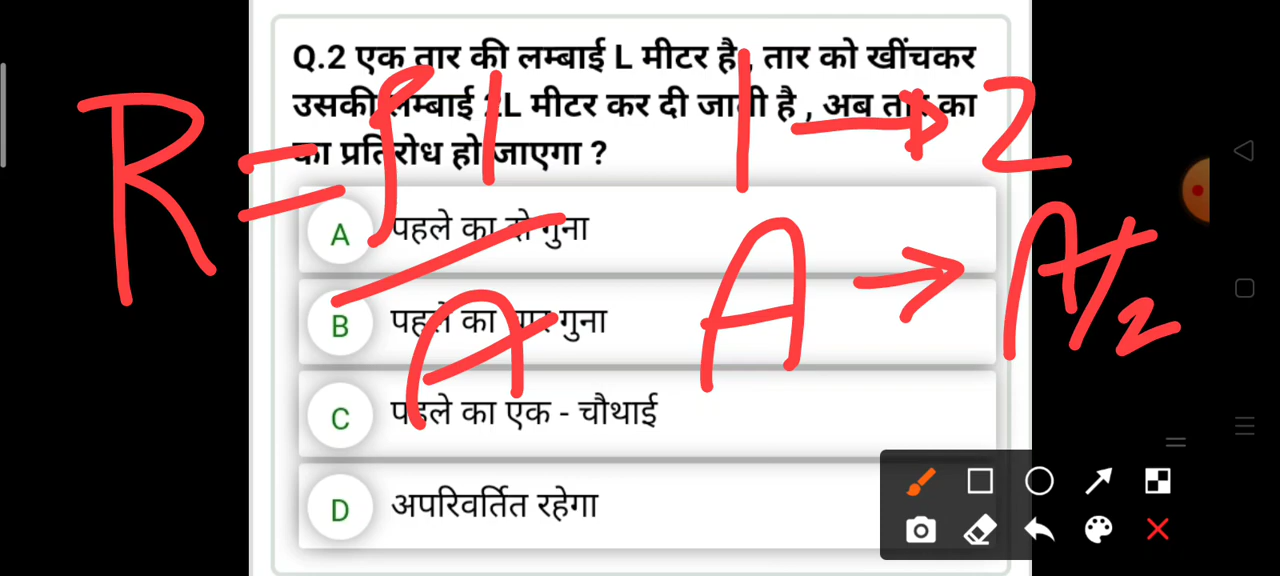 Q.2 एक तार की लम्बाई L मीटर है , तार को खींचकर
उसकी लम्बाई 2L मीटर कर दी जाती है , अब तार का
का प्रतिरोध हो जाएगा ?
A पहले का दो गुना
B पहले का चार गुना
C पहले का एक - चौथाई
D अपरिवर्तित रहेगा
R = ρ l / A
l → 2
A → A/2